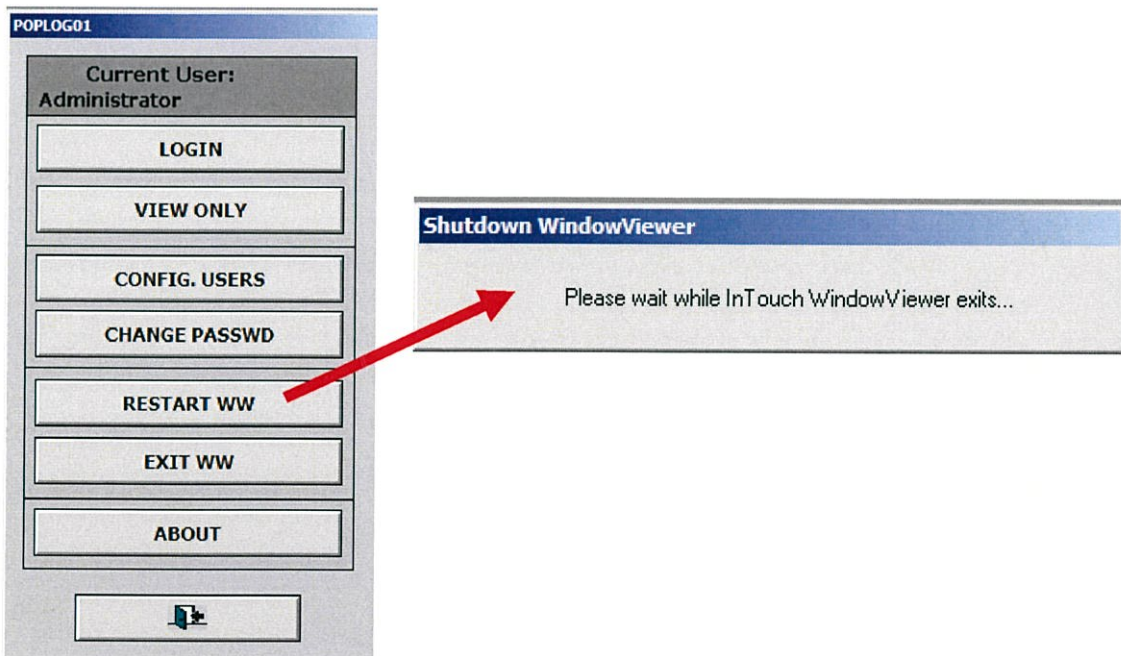 POPLOG01
Current User:
Administrator
LOGIN
VIEW ONLY
CONFIG. USERS
CHANGE PASSWD
RESTART WW
EXIT WW
ABOUT
Shutdown WindowViewer
Please wait while InTouch WindowViewer exits...